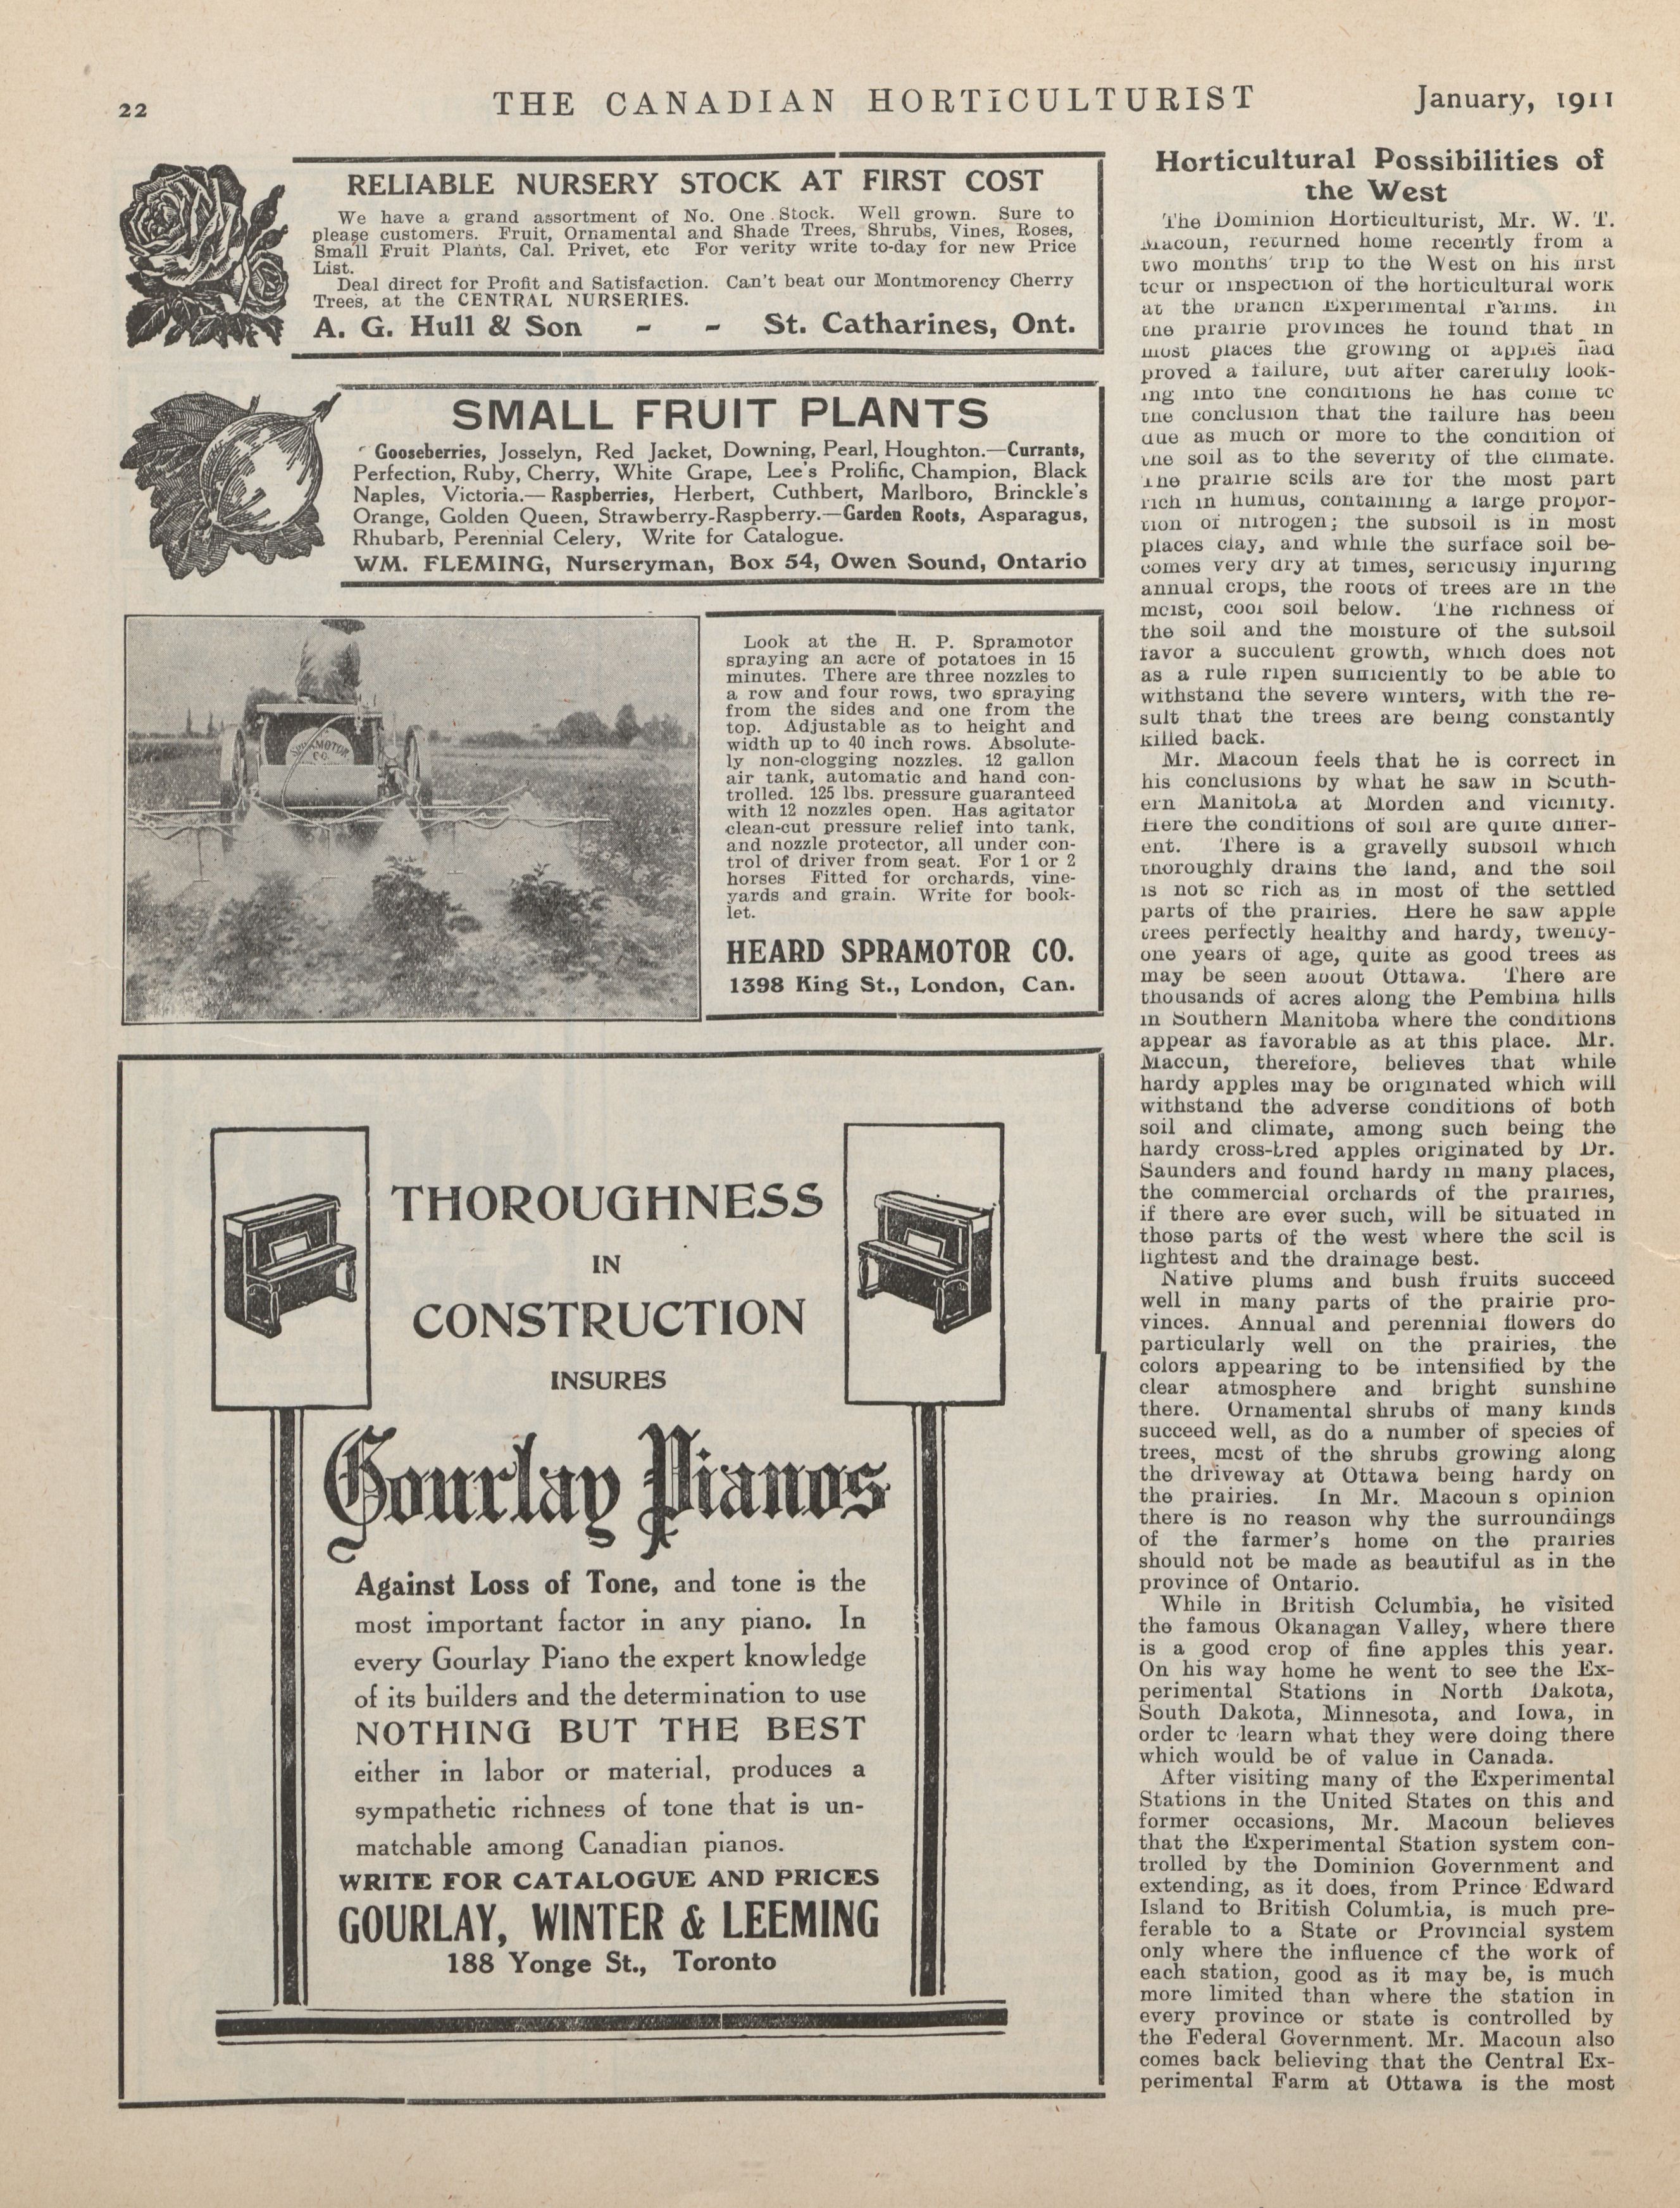 22
THE CANADIAN HORTICULTURIST
January, 1911
RELIABLE NURSERY STOCK AT FIRST COST
We have a grand assortment of No. One Stock. Well grown. Sure to
please customers. Fruit, Ornamental and Shade Trees, Shrubs, Vines, Roses,
Small Fruit Plants, Cal. Privet, etc For verity write to-day for new Price
List.
Deal direct for Profit and Satisfaction. Can't beat our Montmorency Cherry
Trees, at the CENTRAL NURSERIES.
A. G. Hull & Son - - St. Catharines, Ont.
SMALL FRUIT PLANTS
Gooseberries, Josselyn, Red Jacket, Downing, Pearl, Houghton.—Currants,
Perfection, Ruby, Cherry, White Grape, Lee's Prolific, Champion, Black
Naples, Victoria.—Raspberries, Herbert, Cuthbert, Marlboro, Brinckle's
Orange, Golden Queen, Strawberry-Raspberry.—Garden Roots, Asparagus,
Rhubarb, Perennial Celery, Write for Catalogue.
WM. FLEMING, Nurseryman, Box 54, Owen Sound, Ontario
SPRAMOTOR
CO.
Look at the H. P. Spramotor
spraying an acre of potatoes in 15
minutes. There are three nozzles to
a row and four rows, two spraying
from the sides and one from the
top. Adjustable as to height and
width up to 40 inch rows. Absolute-
ly non-clogging nozzles. 12 gallon
air tank, automatic and hand con-
trolled. 125 lbs. pressure guaranteed
with 12 nozzles open. Has agitator
clean-cut pressure relief into tank,
and nozzle protector, all under con-
trol of driver from seat. For 1 or 2
horses Fitted for orchards, vine-
yards and grain. Write for book-
let.
HEARD SPRAMOTOR CO.
1398 King St., London, Can.
THOROUGHNESS
IN
CONSTRUCTION
INSURES
Gourlay Pianos
Against Loss of Tone, and tone is the
most important factor in any piano. In
every Gourlay Piano the expert knowledge
of its builders and the determination to use
NOTHING BUT THE BEST
either in labor or material, produces a
sympathetic richness of tone that is un-
matchable among Canadian pianos.
WRITE FOR CATALOGUE AND PRICES
GOURLAY, WINTER & LEEMING
188 Yonge St., Toronto
Horticultural Possibilities of
the West
The Dominion Horticulturist, Mr. W. T.
Macoun, returned home recently from a
two months' trip to the West on his first
tour of inspection of the horticultural work
at the branch Experimental Farms. In
the prairie provinces he found that in
most places the growing of apples had
proved a failure, but after carefully look-
ing into the conditions he has come to
the conclusion that the failure has been
due as much or more to the condition of
the soil as to the severity of the climate.
The prairie soils are for the most part
rich in humus, containing a large propor-
tion of nitrogen; the subsoil is in most
places clay, and while the surface soil be-
comes very dry at times, seriously injuring
annual crops, the roots of trees are in the
moist, cool soil below. The richness of
the soil and the moisture of the subsoil
favor a succulent growth, which does not
as a rule ripen sufficiently to be able to
withstand the severe winters, with the re-
sult that the trees are being constantly
killed back.
Mr. Macoun feels that he is correct in
his conclusions by what he saw in South-
ern Manitoba at Morden and vicinity.
Here the conditions of soil are quite differ-
ent. There is a gravelly subsoil which
thoroughly drains the land, and the soil
is not so rich as in most of the settled
parts of the prairies. Here he saw apple
trees perfectly healthy and hardy, twenty-
one years of age, quite as good trees as
may be seen about Ottawa. There are
thousands of acres along the Pembina hills
in Southern Manitoba where the conditions
appear as favorable as at this place. Mr.
Macoun, therefore, believes that while
hardy apples may be originated which will
withstand the adverse conditions of both
soil and climate, among such being the
hardy cross-bred apples originated by Dr.
Saunders and found hardy in many places,
the commercial orchards of the prairies,
if there are ever such, will be situated in
those parts of the west where the soil is
lightest and the drainage best.
Native plums and bush fruits succeed
well in many parts of the prairie pro-
vinces. Annual and perennial flowers do
particularly well on the prairies, the
colors appearing to be intensified by the
clear atmosphere and bright sunshine
there. Ornamental shrubs of many kinds
succeed well, as do a number of species of
trees, most of the shrubs growing along
the driveway at Ottawa being hardy on
the prairies. In Mr. Macoun s opinion
there is no reason why the surroundings
of the farmer's home on the prairies
should not be made as beautiful as in the
province of Ontario.
While in British Columbia, he visited
the famous Okanagan Valley, where there
is a good crop of fine apples this year.
On his way home he went to see the Ex-
perimental Stations in North Dakota,
South Dakota, Minnesota, and Iowa, in
order to learn what they were doing there
which would be of value in Canada.
After visiting many of the Experimental
Stations in the United States on this and
former occasions, Mr. Macoun believes
that the Experimental Station system con-
trolled by the Dominion Government and
extending, as it does, from Prince Edward
Island to British Columbia, is much pre-
ferable to a State or Provincial system
only where the influence of the work of
each station, good as it may be, is much
more limited than where the station in
every province or state is controlled by
the Federal Government. Mr. Macoun also
comes back believing that the Central Ex-
perimental Farm at Ottawa is the most